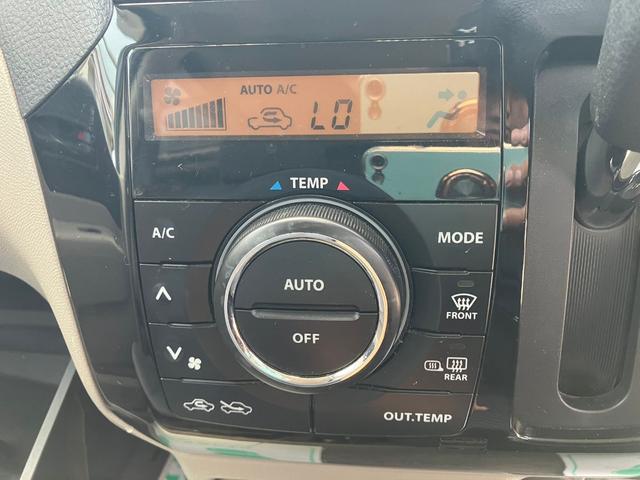 AUTO A/C
LO
TEMP
A/C
MODE
AUTO
OFF
FRONT
REAR
OUT.TEMP